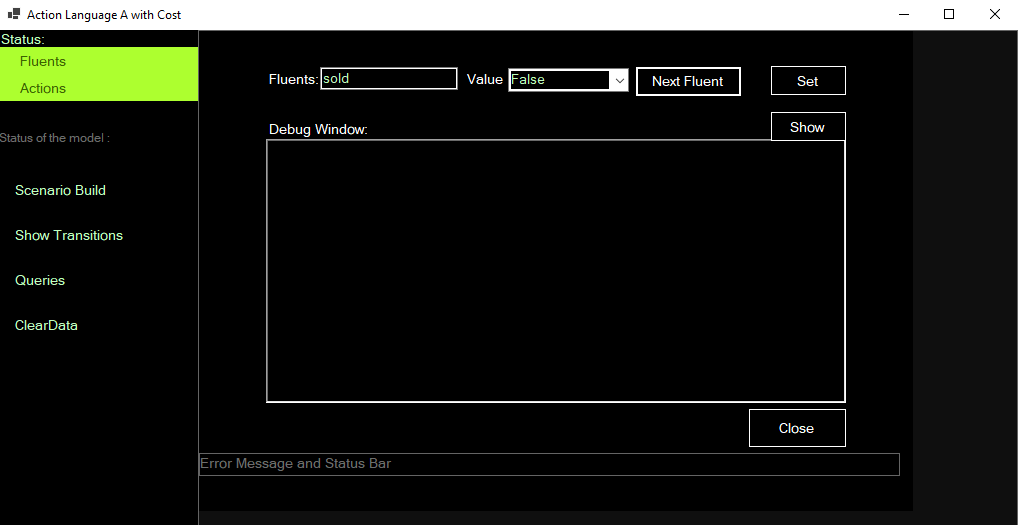 Action Language A with Cost
Status:
Fluents
Actions
Status of the model :
Scenario Build
Show Transitions
Queries
ClearData
Fluents: sold Value False Next Fluent Set
Debug Window: Show
Close
Error Message and Status Bar